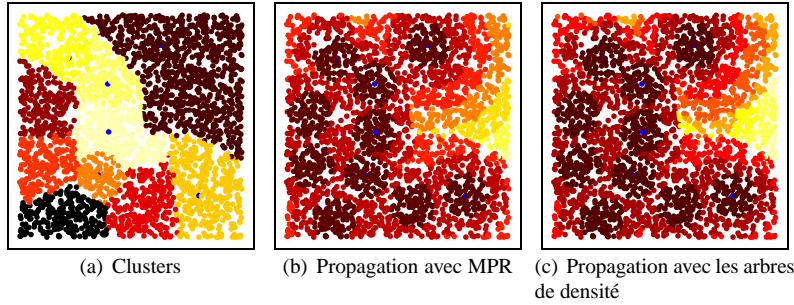 (a) Clusters
(b) Propagation avec MPR
(c) Propagation avec les arbres
de densité